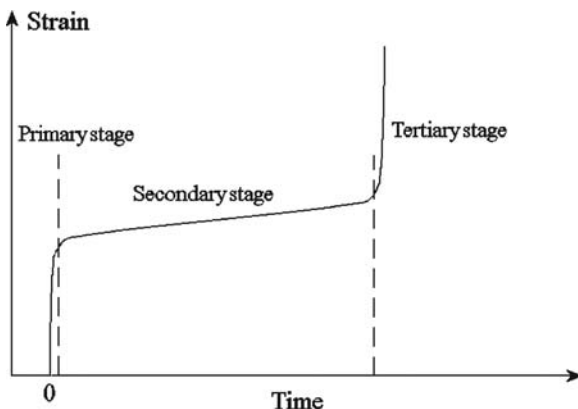 Strain
Primary stage
Tertiary stage
Secondary stage
0
Time